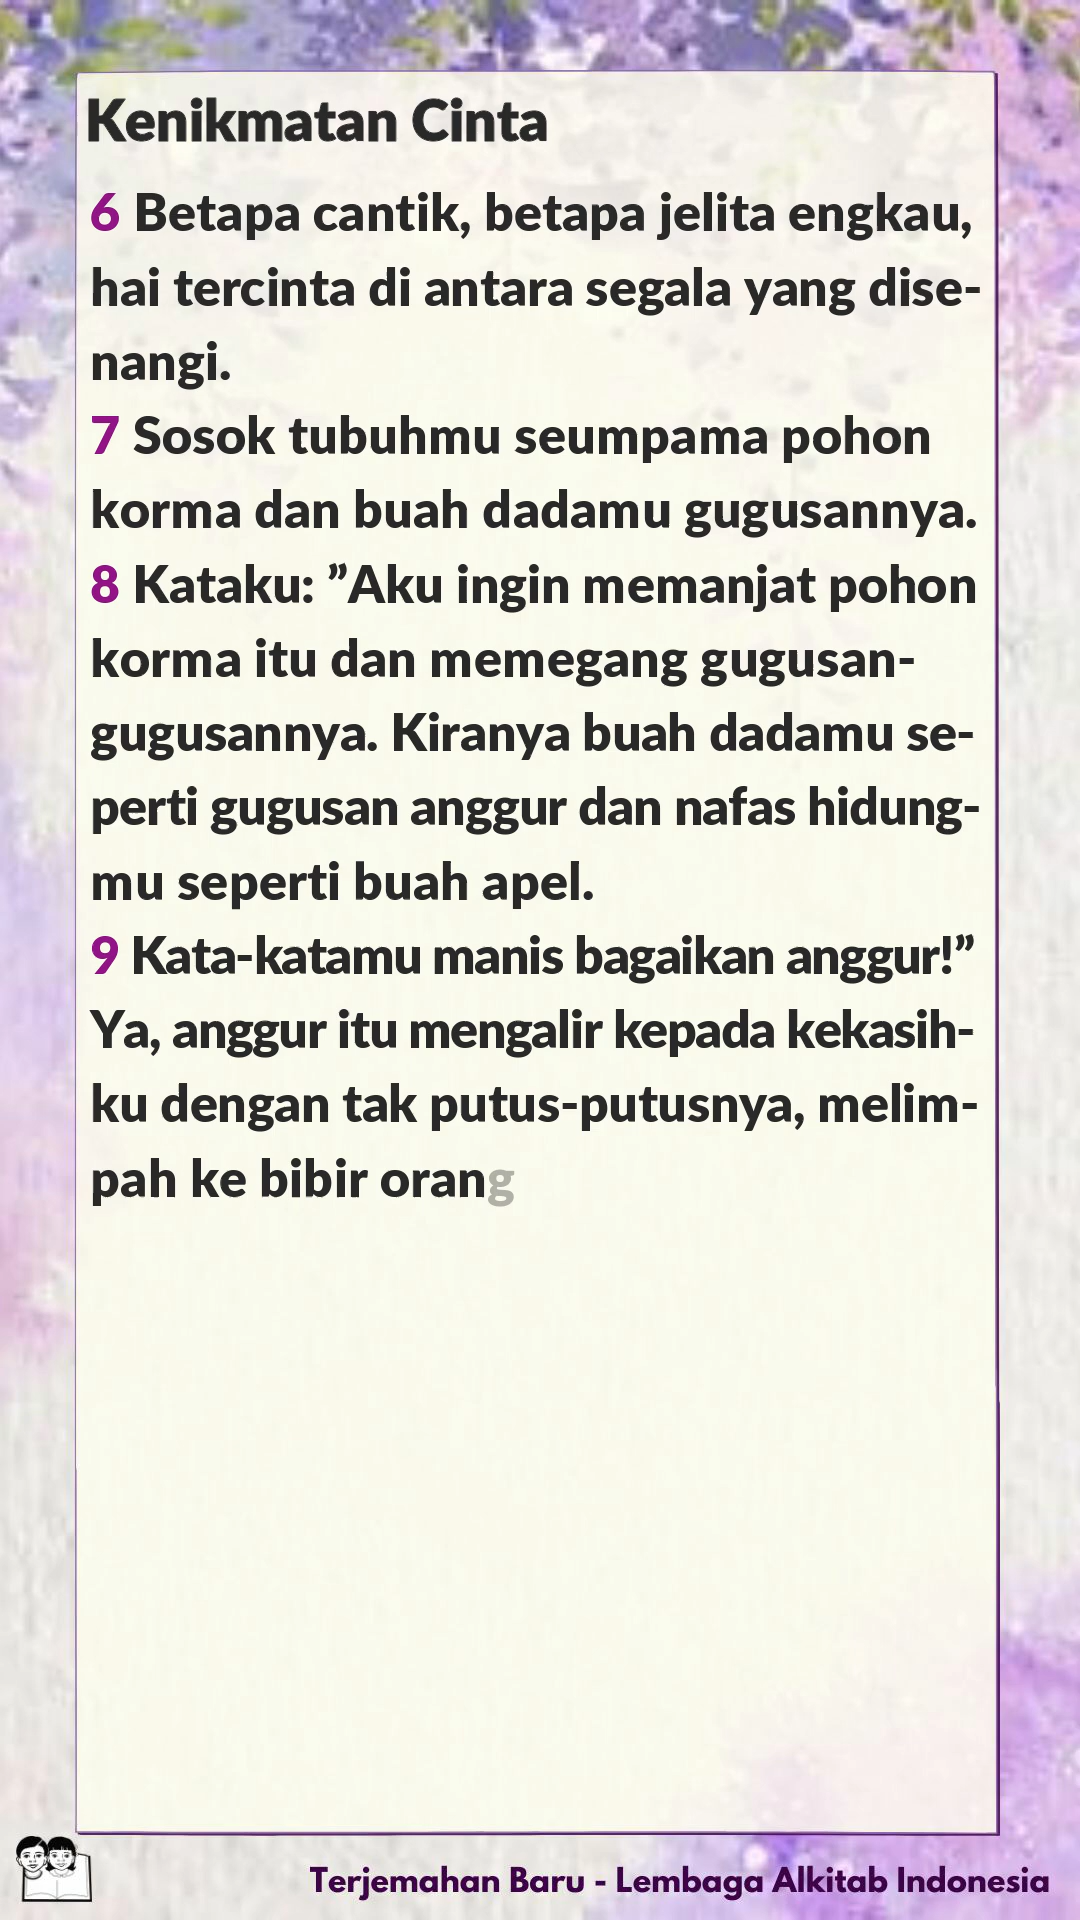 Kenikmatan Cinta
6 Betapa cantik, betapa jelita engkau,
hai tercinta di antara segala yang dise-
nangi.
7 Sosok tubuhmu seumpama pohon
korma dan buah dadamu gugusannya.
8 Kataku: ”Aku ingin memanjat pohon
korma itu dan memegang gugusan-
gugusannya. Kiranya buah dadamu se-
perti gugusan anggur dan nafas hidung-
mu seperti buah apel.
9 Kata-katamu manis bagaikan anggur!”
Ya, anggur itu mengalir kepada kekasih-
ku dengan tak putus-putusnya, melim-
pah ke bibir orang
Terjemahan Baru - Lembaga Alkitab Indonesia